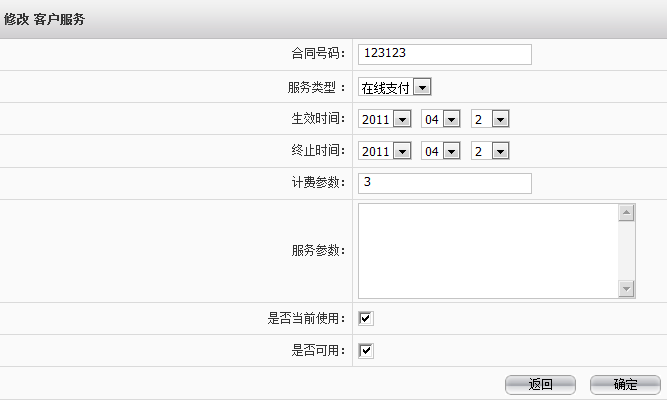 修改 客户服务
合同号码： 123123
服务类型 ： 在线支付
生效时间： 2011 04 2
终止时间： 2011 04 2
计费参数： 3
服务参数：
是否当前使用：
是否可用：
返回 确定